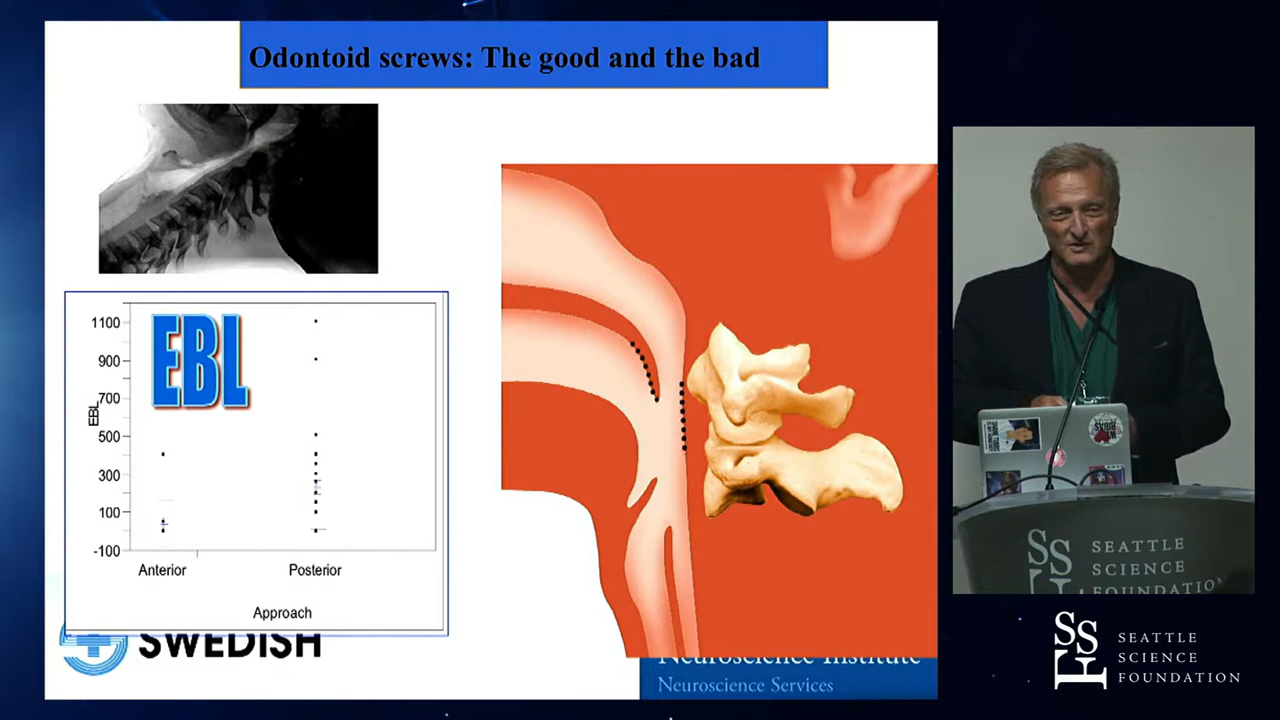 Odontoid screws: The good and the bad
EBL
EBL
1100
900
700
500
300
100
-100
Anterior
Posterior
Approach
SWEDISH
Neuroscience Institute
Neuroscience Services
SEATTLE
SCIENCE
FOUNDATION
SEATTLE
SCIENCE
FOUNDATION